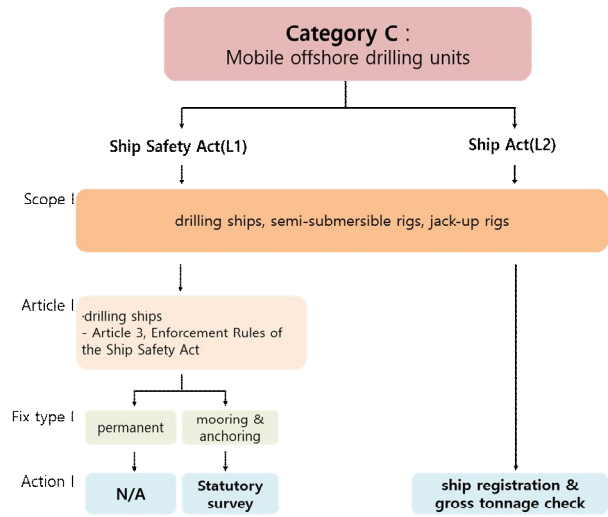 Category C :
Mobile offshore drilling units
Ship Safety Act(L1)
Ship Act(L2)
Scope I
drilling ships, semi-submersible rigs, jack-up rigs
Article I
·drilling ships
- Article 3, Enforcement Rules of
the Ship Safety Act
Fix type I
permanent
mooring &
anchoring
Action I
N/A
Statutory
survey
ship registration &
gross tonnage check